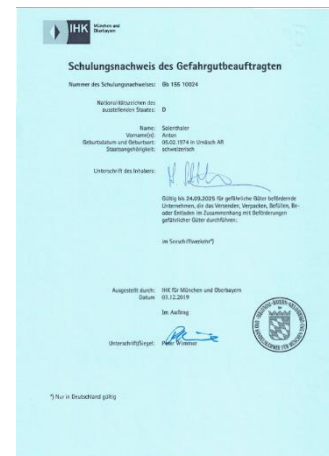 IHK
München und
Oberbayern
Schulungsnachweis des Gefahrgutbeauftragten
Nummer des Schulungsnachweises: Gb 155 10024
Nationalitätszeichen des
ausstellenden Staates: D
Name: Solenthaler
Vorname(n): Anton
Geburtsdatum und Geburtsort: 05.02.1974 in Urnäsch AR
Staatsangehörigkeit: schweizerisch
Unterschrift des Inhabers:
Gültig bis 24.03.2025 für gefährliche Güter befördernde
Unternehmen, die das Versenden, Verpacken, Befüllen, Be-
oder Entladen im Zusammenhang mit Beförderungen
gefährlicher Güter durchführen:
im Seeschiffsverkehr*)
Ausgestellt durch: IHK für München und Oberbayern
Datum 03.12.2019
Im Auftrag
Unterschrift/Siegel: Peter Wimmer
*) Nur in Deutschland gültig